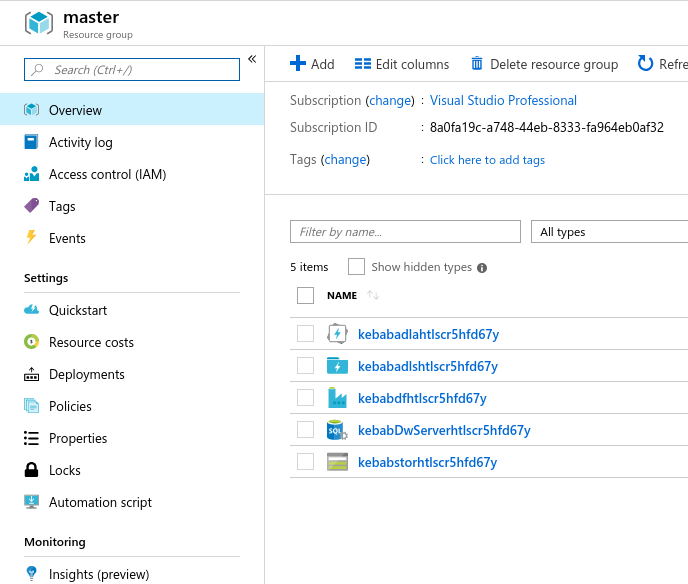 master
Resource group
Search (Ctrl+/)
«
Overview
Activity log
Access control (IAM)
Tags
Events
Settings
Quickstart
Resource costs
Deployments
Policies
Properties
Locks
Automation script
Monitoring
Insights (preview)
Add Edit columns Delete resource group Refre
Subscription (change) : Visual Studio Professional
Subscription ID : 8a0fa19c-a748-44eb-8333-fa964eb0af32
Tags (change) : Click here to add tags
Filter by name... All types
5 items Show hidden types
NAME
kebabadlahtlscr5hfd67y
kebabadlshtlscr5hfd67y
kebabdfhtlscr5hfd67y
kebabDwServerhtlscr5hfd67y
kebabstorhtlscr5hfd67y